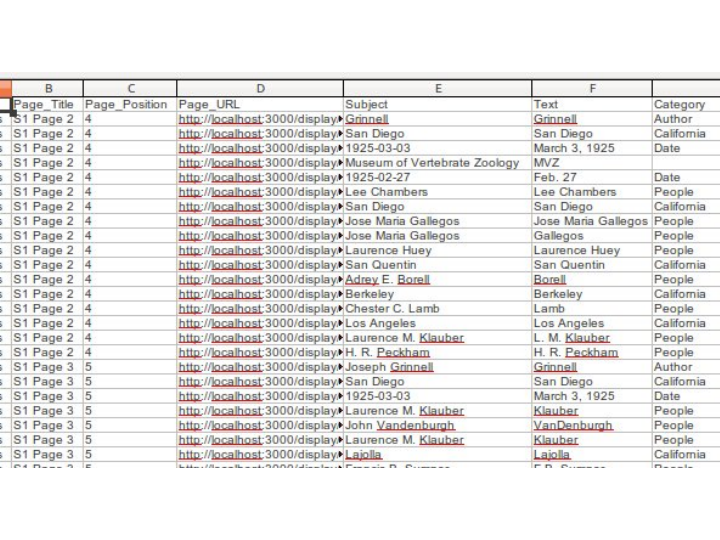 B C D E F
Page_Title Page_Position Page_URL Subject Text Category
s S1 Page 2 4 http://localhost:3000/display/ Grinnell Grinnell Author
s S1 Page 2 4 http://localhost:3000/display/ San Diego San Diego California
s S1 Page 2 4 http://localhost:3000/display/ 1925-03-03 March 3, 1925 Date
s S1 Page 2 4 http://localhost:3000/display/ Museum of Vertebrate Zoology MVZ
s S1 Page 2 4 http://localhost:3000/display/ 1925-02-27 Feb. 27 Date
s S1 Page 2 4 http://localhost:3000/display/ Lee Chambers Lee Chambers People
s S1 Page 2 4 http://localhost:3000/display/ San Diego San Diego California
s S1 Page 2 4 http://localhost:3000/display/ Jose Maria Gallegos Jose Maria Gallegos People
s S1 Page 2 4 http://localhost:3000/display/ Jose Maria Gallegos Gallegos People
s S1 Page 2 4 http://localhost:3000/display/ Laurence Huey Laurence Huey People
s S1 Page 2 4 http://localhost:3000/display/ San Quentin San Quentin California
s S1 Page 2 4 http://localhost:3000/display/ Adrey E. Borell Borell People
s S1 Page 2 4 http://localhost:3000/display/ Berkeley Berkeley California
s S1 Page 2 4 http://localhost:3000/display/ Chester C. Lamb Lamb People
s S1 Page 2 4 http://localhost:3000/display/ Los Angeles Los Angeles California
s S1 Page 2 4 http://localhost:3000/display/ Laurence M. Klauber L. M. Klauber People
s S1 Page 2 4 http://localhost:3000/display/ H. R. Peckham H. R. Peckham People
s S1 Page 3 5 http://localhost:3000/display/ Joseph Grinnell Grinnell Author
s S1 Page 3 5 http://localhost:3000/display/ San Diego San Diego California
s S1 Page 3 5 http://localhost:3000/display/ 1925-03-03 March 3, 1925 Date
s S1 Page 3 5 http://localhost:3000/display/ Laurence M. Klauber Klauber People
s S1 Page 3 5 http://localhost:3000/display/ John Vandenburgh VanDenburgh People
s S1 Page 3 5 http://localhost:3000/display/ Laurence M. Klauber Klauber People
s S1 Page 3 5 http://localhost:3000/display/ Lajolla Lajolla California
S1 Page 3 5 http://localhost:3000/display/